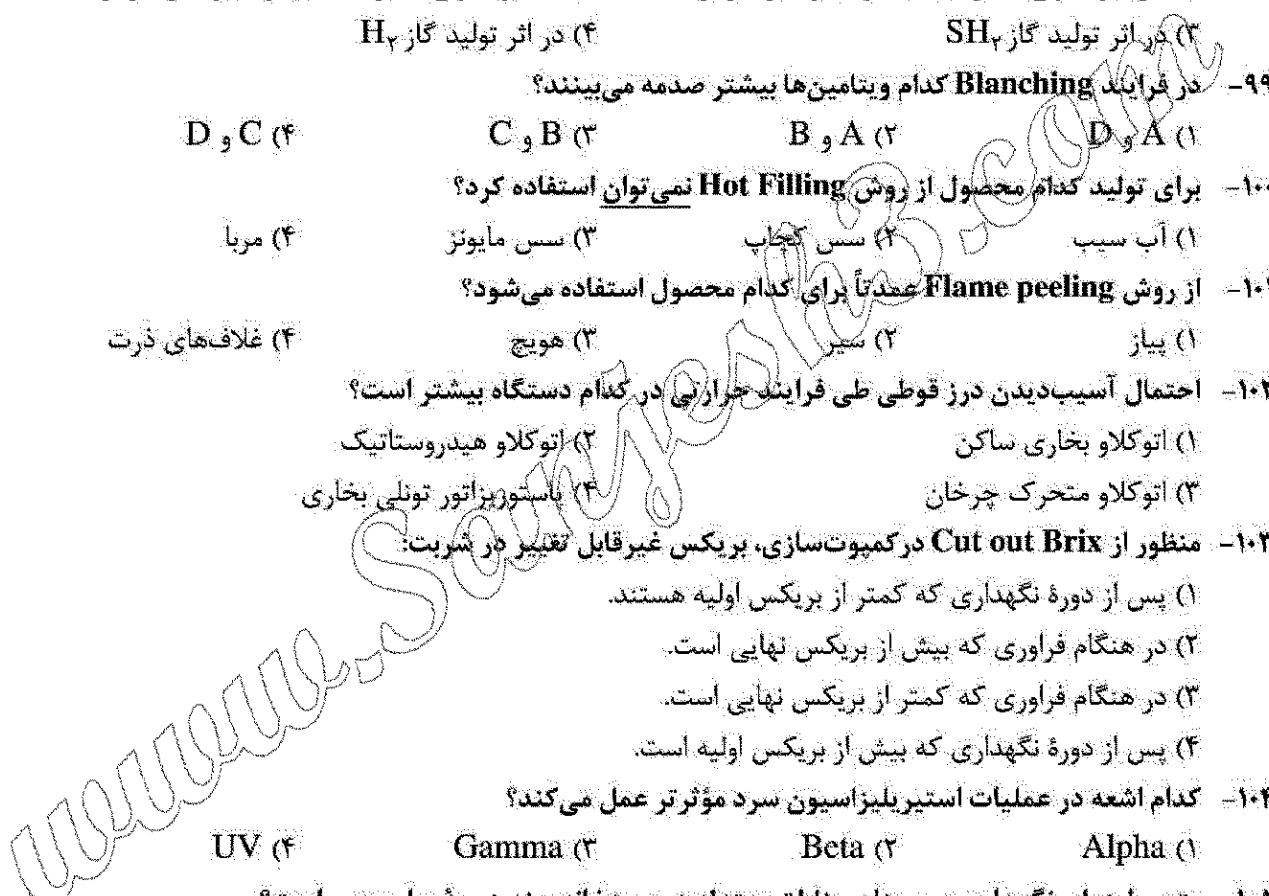 ۳) در اثر تولید گاز SH₂ ۴) در اثر تولید گاز H₂
۹۹- در فرایند Blanching کدام ویتامین‌ها بیشتر صدمه می‌بینند؟
۱) A و D ۲) A و B ۳) B و C ۴) C و D
۱۰۰- برای تولید کدام محصول از روش Hot Filling نمی‌توان استفاده کرد؟
۱) آب سیب ۲) سس کچاپ ۳) سس مایونز ۴) مربا
۱۰۱- از روش Flame peeling عمدتاً برای کدام محصول استفاده می‌شود؟
۱) پیاز ۲) سیر ۳) هویج ۴) غلاف‌های ذرت
۱۰۲- احتمال آسیب‌دیدن درز قوطی طی فرایند حرارتی در کدام دستگاه بیشتر است؟
۱) اتوکلاو بخاری ساکن ۲) اتوکلاو هیدروستاتیک
۳) اتوکلاو متحرک چرخان ۴) پاستوریزاتور تونلی بخاری
۱۰۳- منظور از Cut out Brix در کمپوت‌سازی، بریکس غیرقابل تغییر در شربت:
۱) پس از دورهٔ نگهداری که کمتر از بریکس اولیه هستند.
۲) در هنگام فراوری که بیش از بریکس نهایی است.
۳) در هنگام فراوری که کمتر از بریکس نهایی است.
۴) پس از دورهٔ نگهداری که بیش از بریکس اولیه است.
۱۰۴- کدام اشعه در عملیات استیریلیزاسیون سرد مؤثرتر عمل می‌کند؟
۱) Alpha ۲) Beta ۳) Gamma ۴) UV
www.Sanjesh3.com